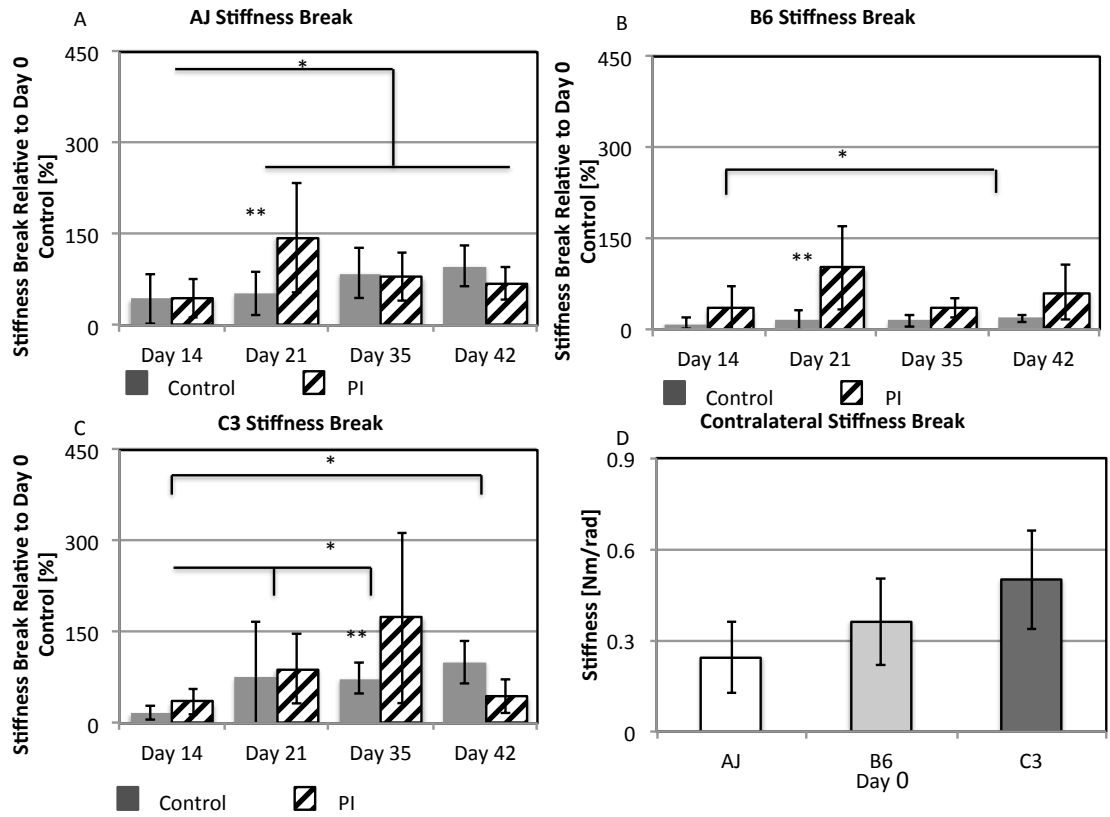 A
AJ Stiffness Break
Stiffness Break Relative to Day 0
Control [%]
450
300
150
0
*
**
Day 14 Day 21 Day 35 Day 42
Control PI
B
B6 Stiffness Break
Stiffness Break Relative to Day 0
Control [%]
450
300
150
0
*
**
Day 14 Day 21 Day 35 Day 42
Control PI
C
C3 Stiffness Break
Stiffness Break Relative to Day 0
Control [%]
450
300
150
0
*
*
**
Day 14 Day 21 Day 35 Day 42
Control PI
D
Contralateral Stiffness Break
Stiffness [Nm/rad]
0.9
0.6
0.3
0
AJ B6 C3
Day 0